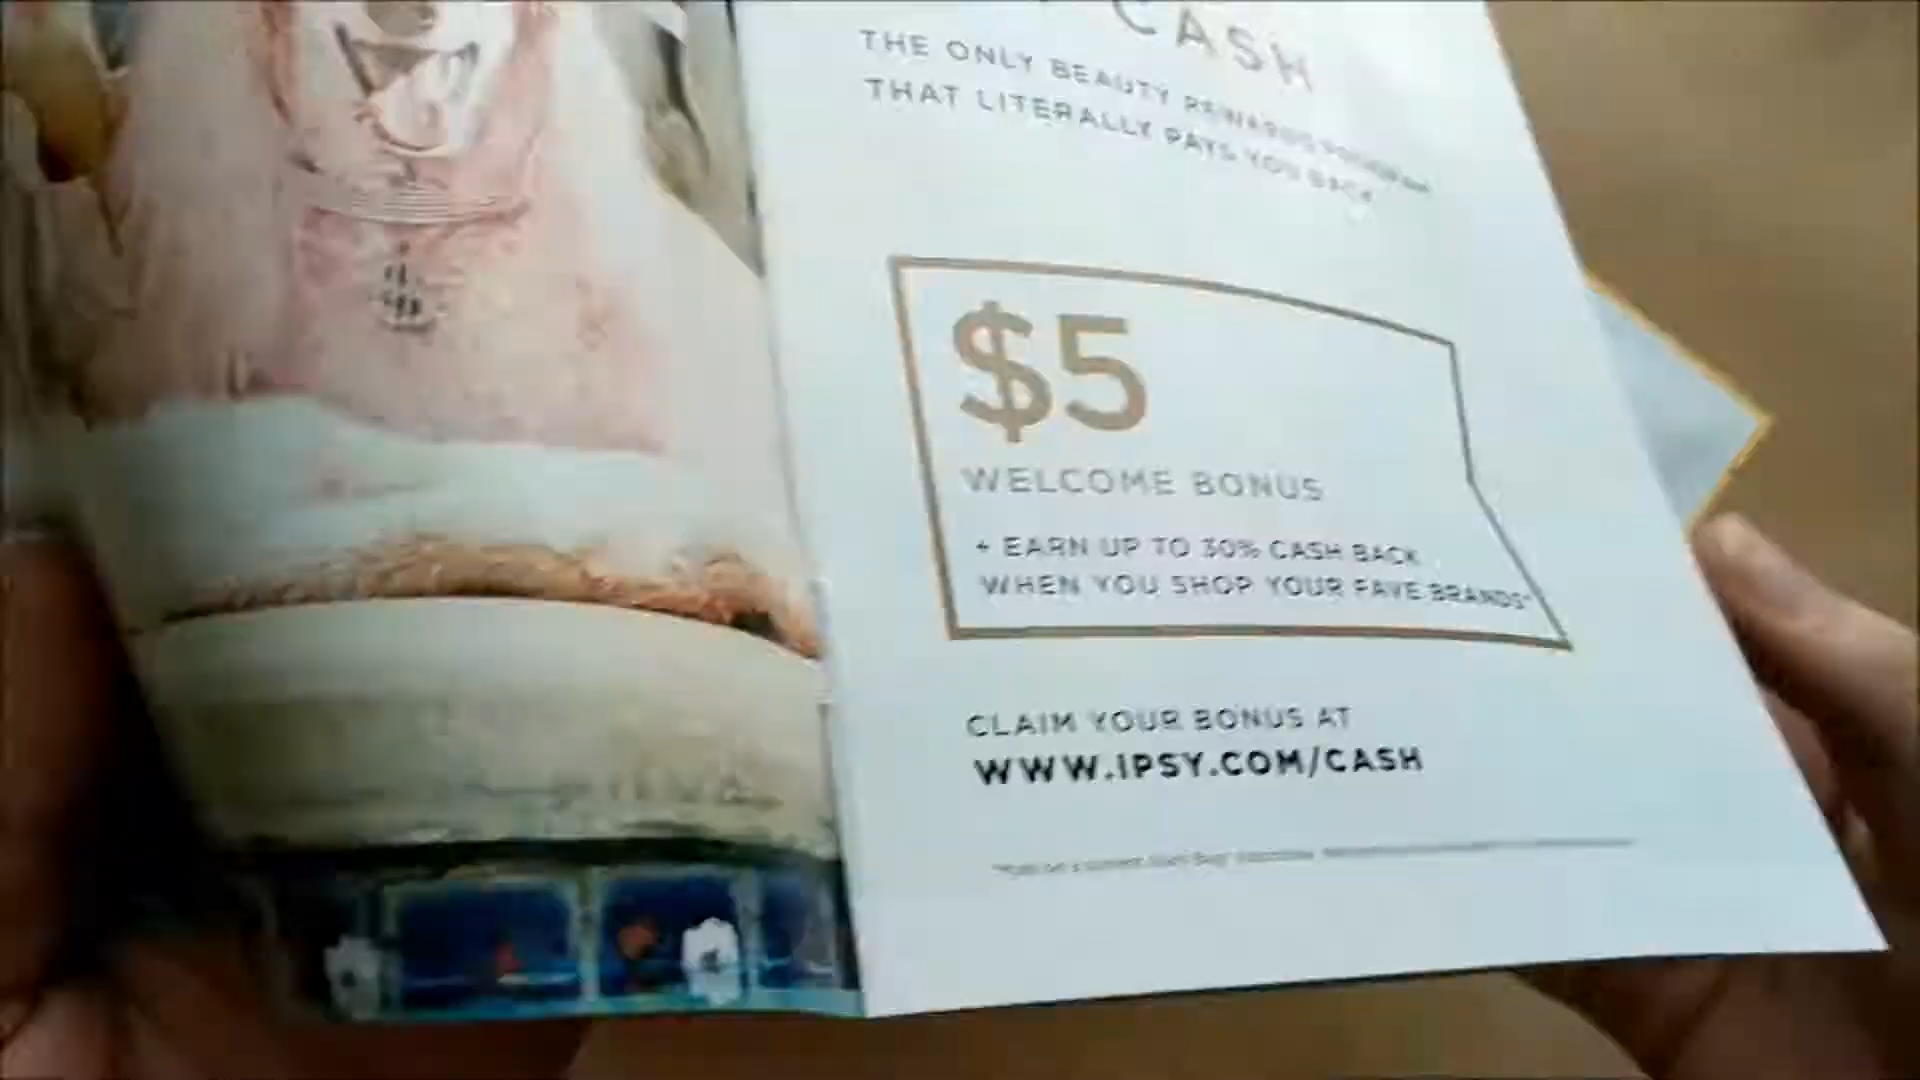 CASH
THE ONLY BEAUTY REWARDS PROGRAM
THAT LITERALLY PAYS YOU BACK
$5
WELCOME BONUS
+ EARN UP TO 30% CASH BACK
WHEN YOU SHOP YOUR FAVE BRANDS*
CLAIM YOUR BONUS AT
WWW.IPSY.COM/CASH